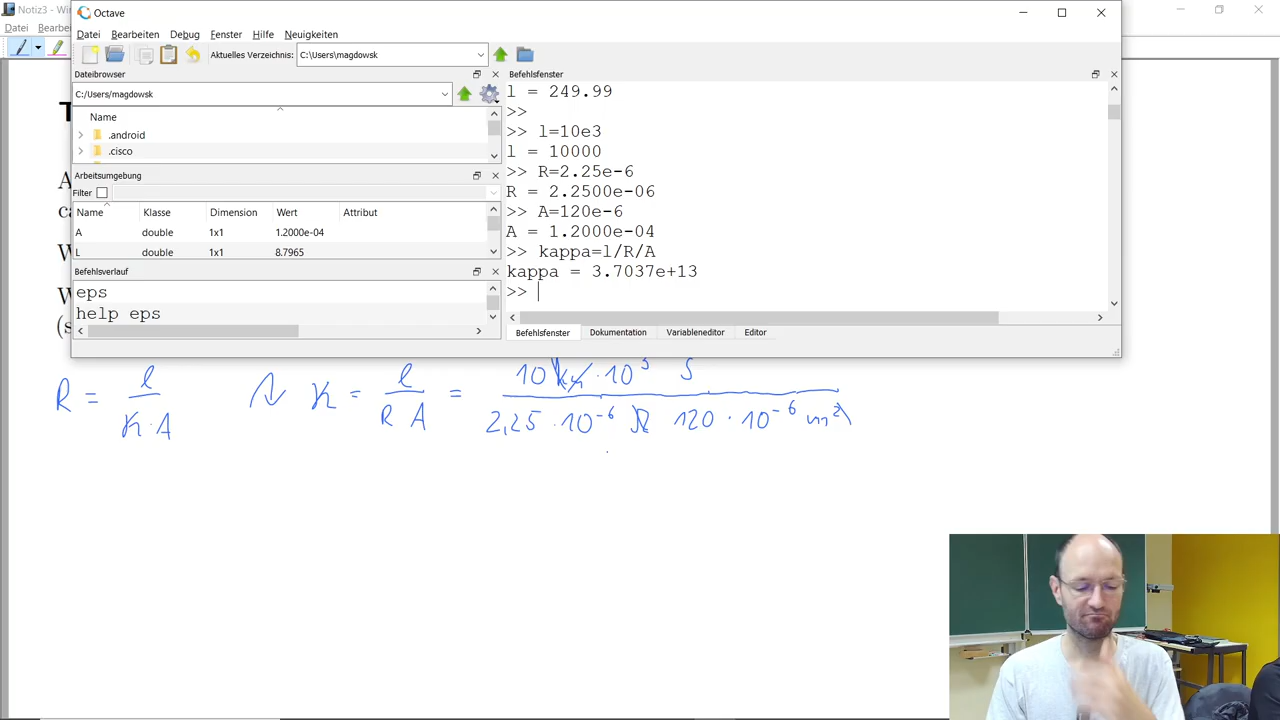 Notiz3 - Wi
Octave
Datei Bearbe
Datei Bearbeiten Debug Fenster Hilfe Neuigkeiten
Aktuelles Verzeichnis: C:\Users\magdowsk
Dateibrowser
C:/Users/magdowsk
Name
.android
.cisco
Arbeitsumgebung
Filter
Name Klasse Dimension Wert Attribut
A double 1x1 1.2000e-04
L double 1x1 8.7965
Befehlsverlauf
eps
help eps
Befehlsfenster
l = 249.99
>>
>> l=10e3
l = 10000
>> R=2.25e-6
R = 2.2500e-06
>> A=120e-6
A = 1.2000e-04
>> kappa=l/R/A
kappa = 3.7037e+13
>>
Befehlsfenster Dokumentation Variableneditor Editor
R = l / κ·A κ = l / R A = 10 km · 10³ S / 2,25 · 10⁻⁶ Ω 120 · 10⁻⁶ m²